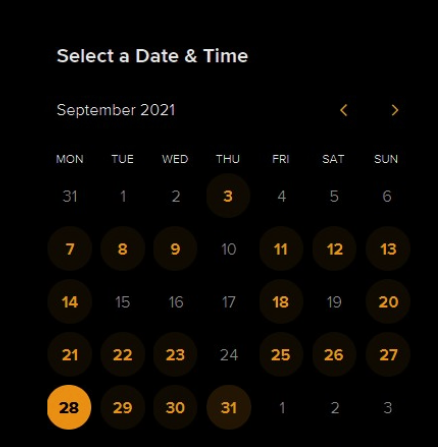 Select a Date & Time
September 2021
MON TUE WED THU FRI SAT SUN
31 1 2 3 4 5 6
7 8 9 10 11 12 13
14 15 16 17 18 19 20
21 22 23 24 25 26 27
28 29 30 31 1 2 3